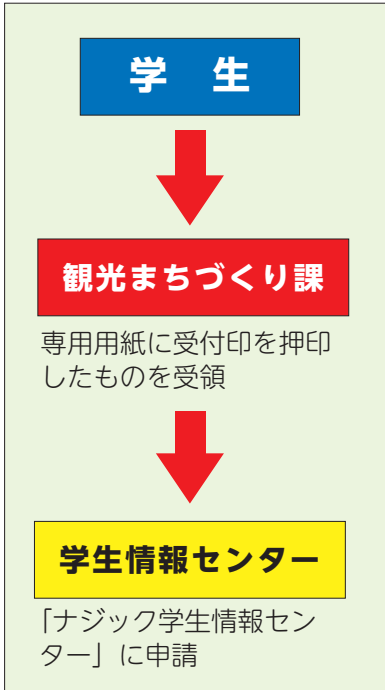 学　生
観光まちづくり課
専用用紙に受付印を押印
したものを受領
学生情報センター
「ナジック学生情報セン
ター」に申請